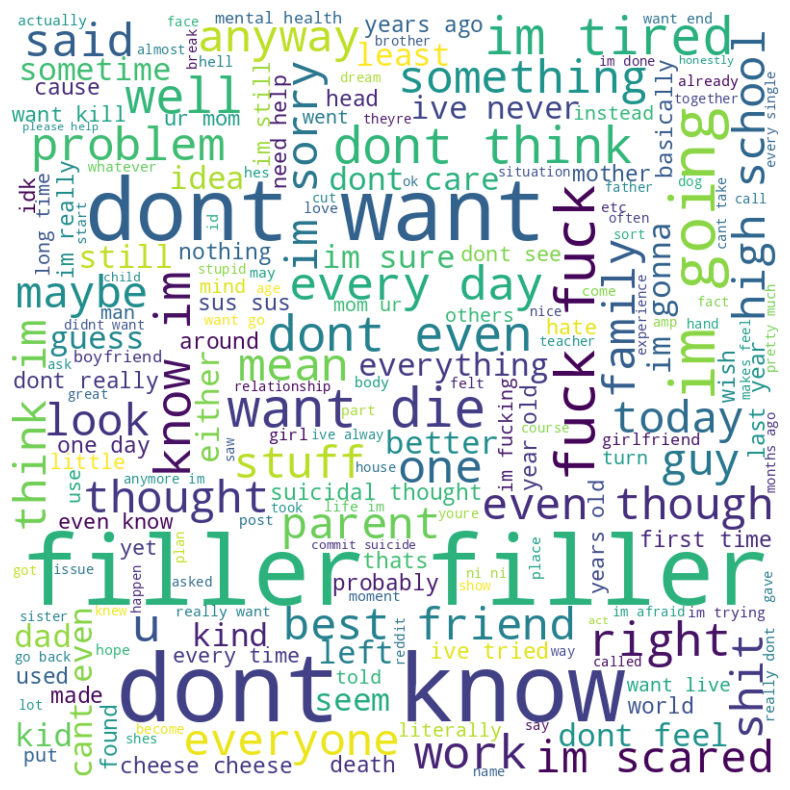 actually
face
mental health
years ago
want end
said
break
anyway
brother
im tired
honestly
almost
hell
least
im done
sometime
im still
sorry
dream
something
basically
already
school
every single
cause
well
head
ive never
together
want kill
ur mom
went
theyre
instead
please help
need help
problem
dont think
going
whatever
idea
hes
dont care
situation
mother
dog
call
idk
long time
im really
start
dont want
cut
love
ok
fuck
father
etc
often
sort
cant take
high
id
nothing
im
still
im sure
dont see
family
im gonna
experience
fact
pretty much
child
stupid
may
every day
come
maybe
mind
age
sus sus
mom ur
others
nice
amp
hand
man
want go
hate
wish
makes feel
didnt want
guess
around
dont even
teacher
last year
ask
boyfriend
mean
everything
im
dont really
either
relationship
body
felt
year old
today
great
know im
want die
fuck
look
part
girl
ive alway
better
im fucking
girlfriend
months ago
one day
saw
course
turn
think im
little
stuff
house
one
guy
use
anymore im
suicidal thought
thought
took
life im
youre
even though
even know
post
parent
commit suicide
years old
first time
filler filler
yet
plan
thats
ni ni
place
got
issue
happen
asked
probably
show
gave
moment
sister
knew
really want
im afraid
im trying
dad
u
kind
best friend
act
right
go back
hope
cant even
every time
left
reddit
ive tried
way
called
shit
really dont
used
made
dont know
told
seem
want live
lot
found
world
kid
become
everyone
literally
say
dont feel
put
shes
cheese cheese
death
work
name
im scared